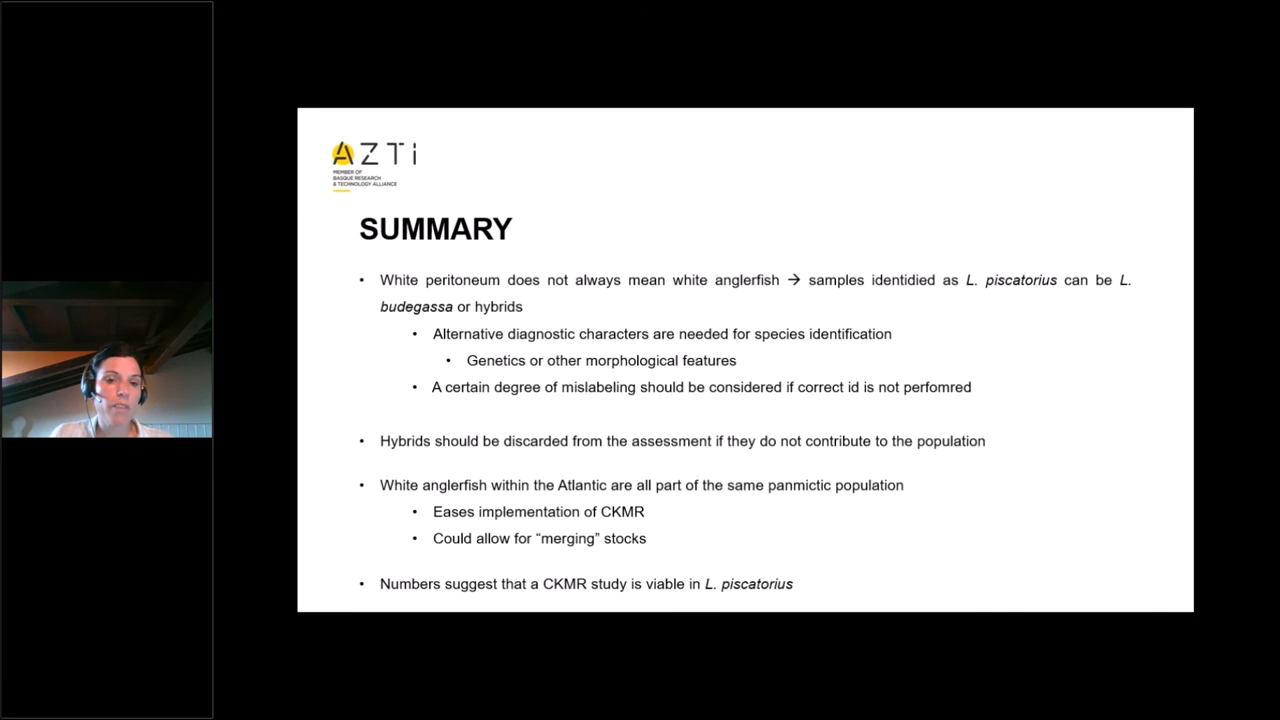 AZTi
MEMBER OF
BASQUE RESEARCH
& TECHNOLOGY ALLIANCE
SUMMARY
• White peritoneum does not always mean white anglerfish → samples identidied as L. piscatorius can be L.
budegassa or hybrids
• Alternative diagnostic characters are needed for species identification
• Genetics or other morphological features
• A certain degree of mislabeling should be considered if correct id is not perfomred
• Hybrids should be discarded from the assessment if they do not contribute to the population
• White anglerfish within the Atlantic are all part of the same panmictic population
• Eases implementation of CKMR
• Could allow for “merging” stocks
• Numbers suggest that a CKMR study is viable in L. piscatorius